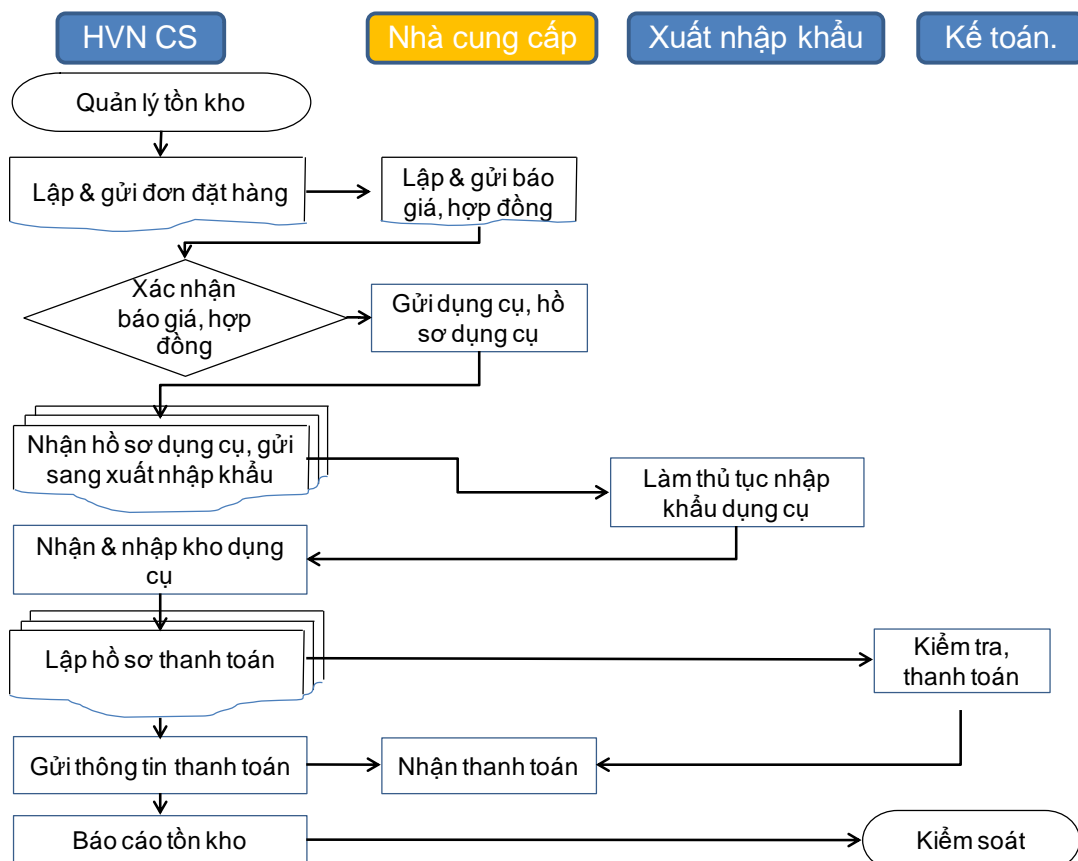 HVN CS
Nhà cung cấp
Xuất nhập khẩu
Kế toán.
Quản lý tồn kho
Lập & gửi đơn đặt hàng
Lập & gửi báo
giá, hợp đồng
Xác nhận
báo giá, hợp
đồng
Gửi dụng cụ, hồ
sơ dụng cụ
Nhận hồ sơ dụng cụ, gửi
sang xuất nhập khẩu
Làm thủ tục nhập
khẩu dụng cụ
Nhận & nhập kho dụng
cụ
Lập hồ sơ thanh toán
Kiểm tra,
thanh toán
Gửi thông tin thanh toán
Nhận thanh toán
Báo cáo tồn kho
Kiểm soát